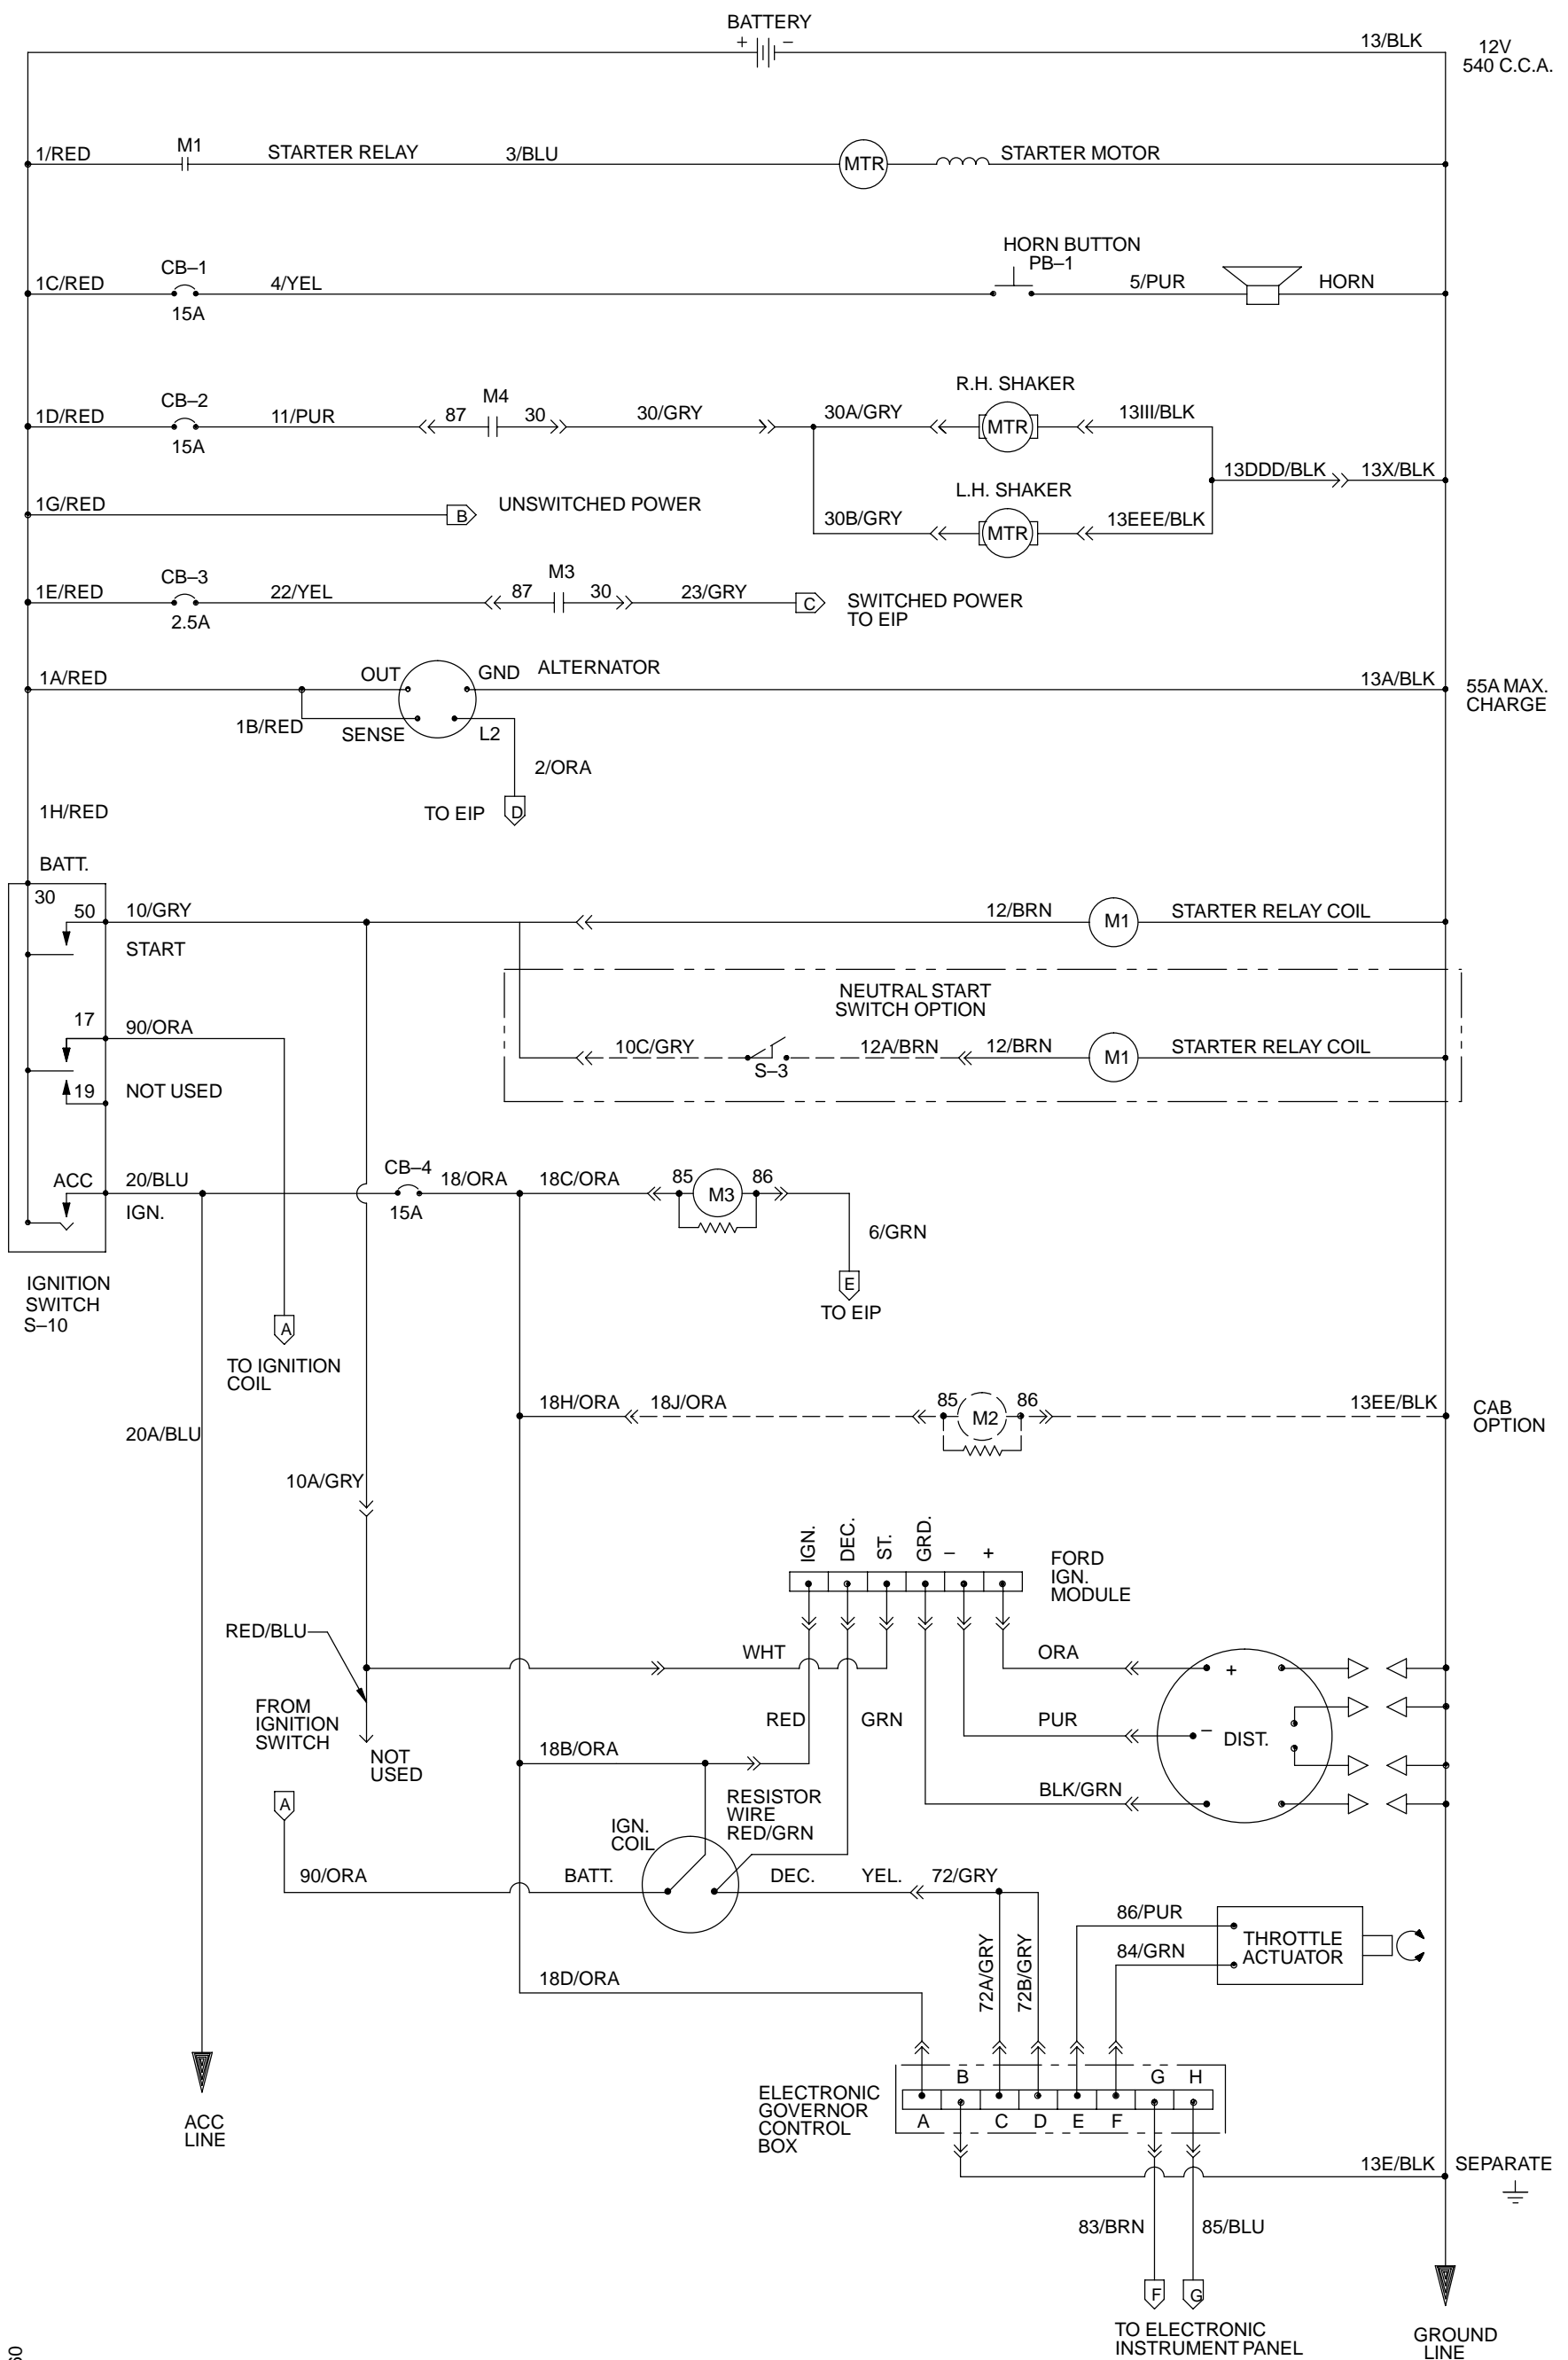 BATTERY
+ −
13/BLK
12V
540 C.C.A.
1/RED
M1
STARTER RELAY
3/BLU
MTR
STARTER MOTOR
HORN BUTTON
PB–1
1C/RED
CB–1
15A
4/YEL
5/PUR
HORN
R.H. SHAKER
1D/RED
CB–2
15A
11/PUR
87
M4
30
30/GRY
30A/GRY
MTR
13III/BLK
13DDD/BLK
13X/BLK
1G/RED
B
UNSWITCHED POWER
L.H. SHAKER
30B/GRY
MTR
13EEE/BLK
1E/RED
CB–3
2.5A
22/YEL
87
M3
30
23/GRY
C
SWITCHED POWER
TO EIP
1A/RED
OUT
GND
ALTERNATOR
13A/BLK
55A MAX.
CHARGE
1B/RED
SENSE
L2
2/ORA
1H/RED
TO EIP
D
BATT.
30
50
10/GRY
START
12/BRN
M1
STARTER RELAY COIL
NEUTRAL START
SWITCH OPTION
17
90/ORA
10C/GRY
S–3
12A/BRN
12/BRN
M1
STARTER RELAY COIL
19
NOT USED
ACC
20/BLU
IGN.
CB–4
15A
18/ORA
18C/ORA
85
M3
86
6/GRN
E
TO EIP
IGNITION
SWITCH
S–10
A
TO IGNITION
COIL
20A/BLU
18H/ORA
18J/ORA
85
M2
86
13EE/BLK
CAB
OPTION
10A/GRY
IGN.
DEC.
ST.
GRD.
−
+
FORD
IGN.
MODULE
RED/BLU
WHT
ORA
+
FROM
IGNITION
SWITCH
NOT
USED
RED
GRN
PUR
−
DIST.
18B/ORA
A
RESISTOR
WIRE
RED/GRN
BLK/GRN
IGN.
COIL
90/ORA
BATT.
DEC.
YEL.
72/GRY
86/PUR
84/GRN
THROTTLE
ACTUATOR
72A/GRY
72B/GRY
18D/ORA
ACC
LINE
ELECTRONIC
GOVERNOR
CONTROL
BOX
B
G
H
A
C
D
E
F
13E/BLK
SEPARATE
83/BRN
85/BLU
F
G
TO ELECTRONIC
INSTRUMENT PANEL
GROUND
LINE